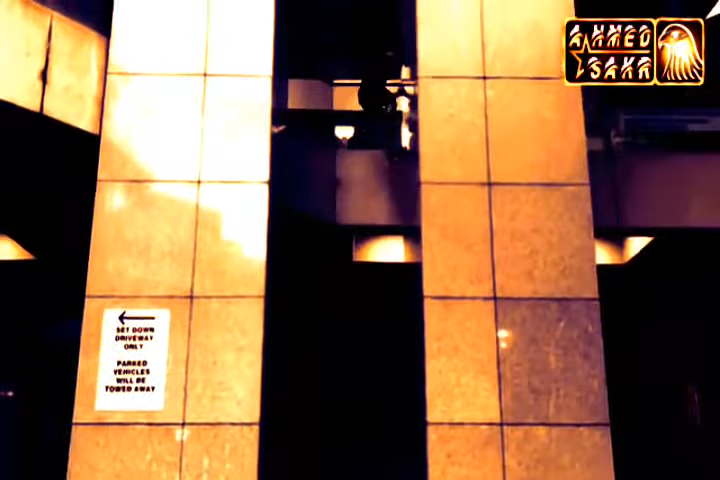 AHMED
SAKR
SET DOWN
DRIVEWAY
ONLY
PARKED
VEHICLES
WILL BE
TOWED AWAY